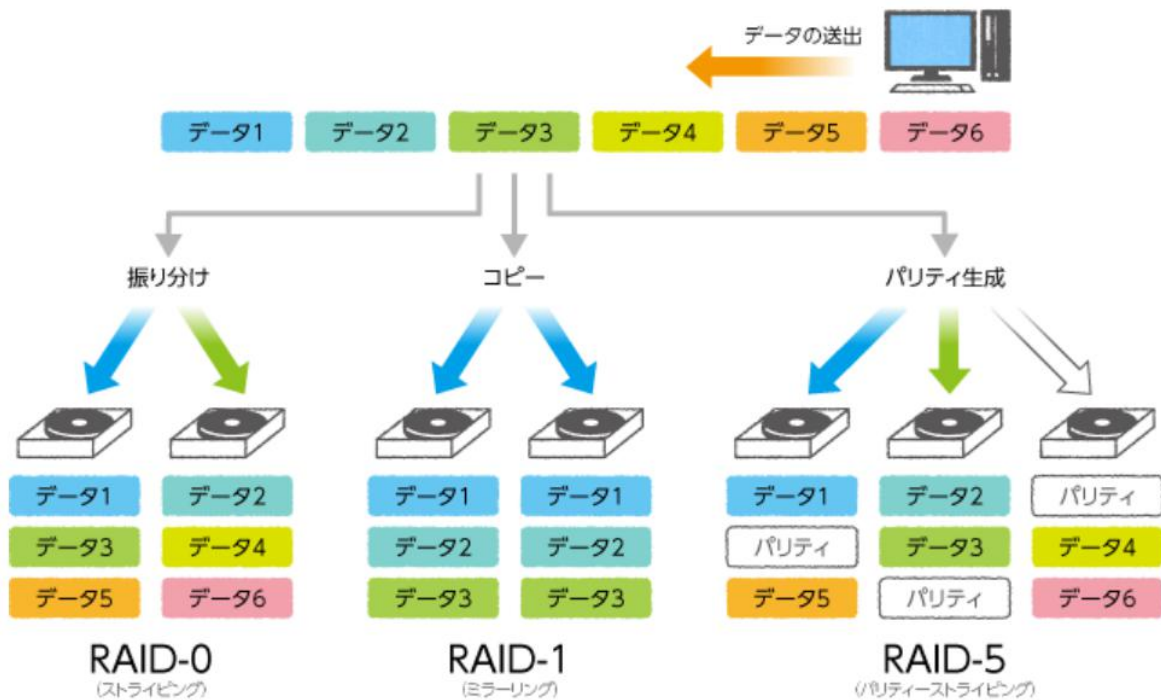 データの送出
データ1 データ2 データ3 データ4 データ5 データ6
振り分け コピー パリティ生成
データ1 データ2 データ1 データ1 データ1 データ2 パリティ
データ3 データ4 データ2 データ2 パリティ データ3 データ4
データ5 データ6 データ3 データ3 データ5 パリティ データ6
RAID-0 RAID-1 RAID-5
(ストライピング) (ミラーリング) (パリティーストライピング)